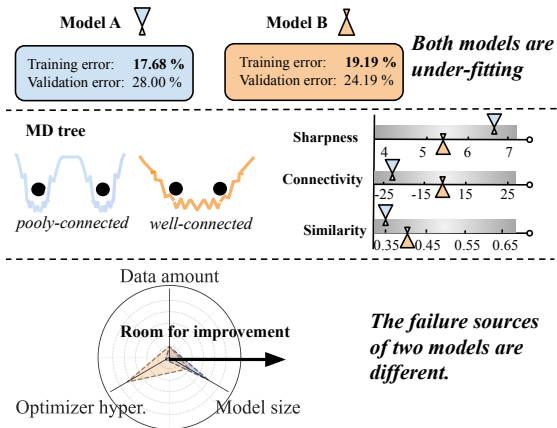 Model A
Model B
Training error: 17.68 %
Validation error: 28.00 %
Training error: 19.19 %
Validation error: 24.19 %
Both models are
under-fitting
MD tree
pooly-connected
well-connected
Sharpness
4 5 6 7
Connectivity
-25 -15 15 25
Similarity
0.35 0.45 0.55 0.65
Data amount
Room for improvement
Optimizer hyper.
Model size
The failure sources
of two models are
different.